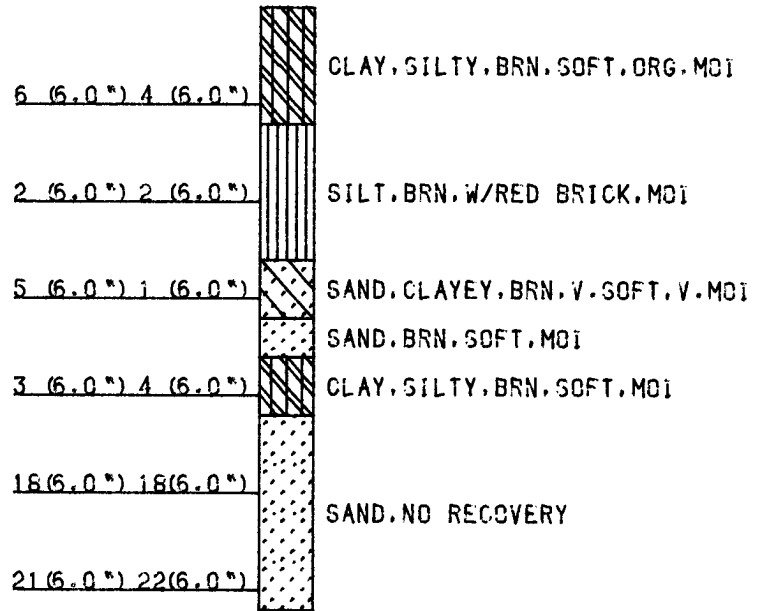 CLAY, SILTY, BRN, SOFT, ORG, MOI
6 (6.0") 4 (6.0")
2 (6.0") 2 (6.0") SILT, BRN, W/RED BRICK, MOI
5 (6.0") 1 (6.0") SAND, CLAYEY, BRN, V. SOFT, V. MOI
SAND, BRN, SOFT, MOI
3 (6.0") 4 (6.0") CLAY, SILTY, BRN, SOFT, MOI
18(6.0") 18(6.0")
SAND, NO RECOVERY
21(6.0") 22(6.0")